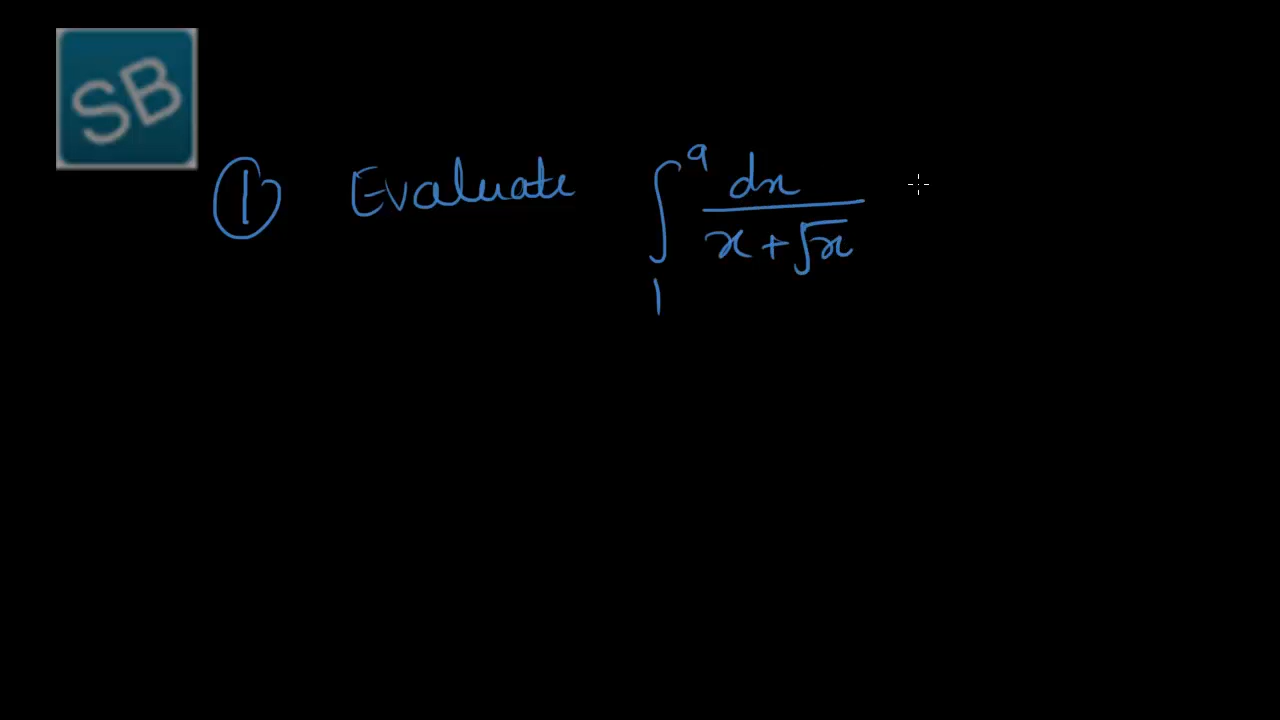 SB
① Evaluate ∫₁⁹ dx/(x+√x)